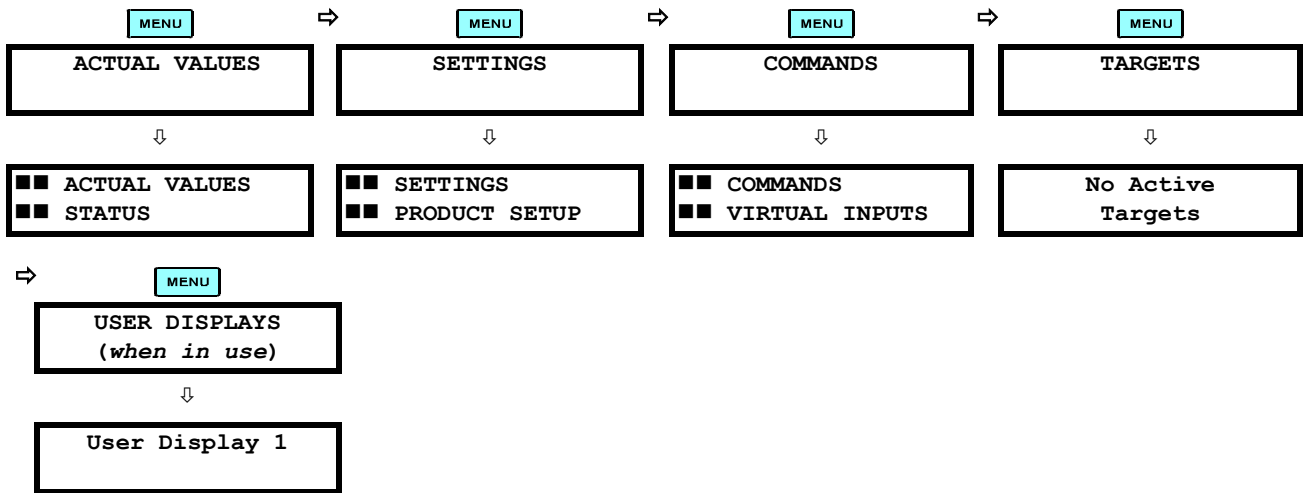 MENU ⇨ MENU ⇨ MENU ⇨ MENU
ACTUAL VALUES
SETTINGS
COMMANDS
TARGETS
⇩ ⇩ ⇩ ⇩
■■ ACTUAL VALUES
■■ STATUS
■■ SETTINGS
■■ PRODUCT SETUP
■■ COMMANDS
■■ VIRTUAL INPUTS
No Active
Targets
⇨ MENU
USER DISPLAYS
(when in use)
⇩
User Display 1